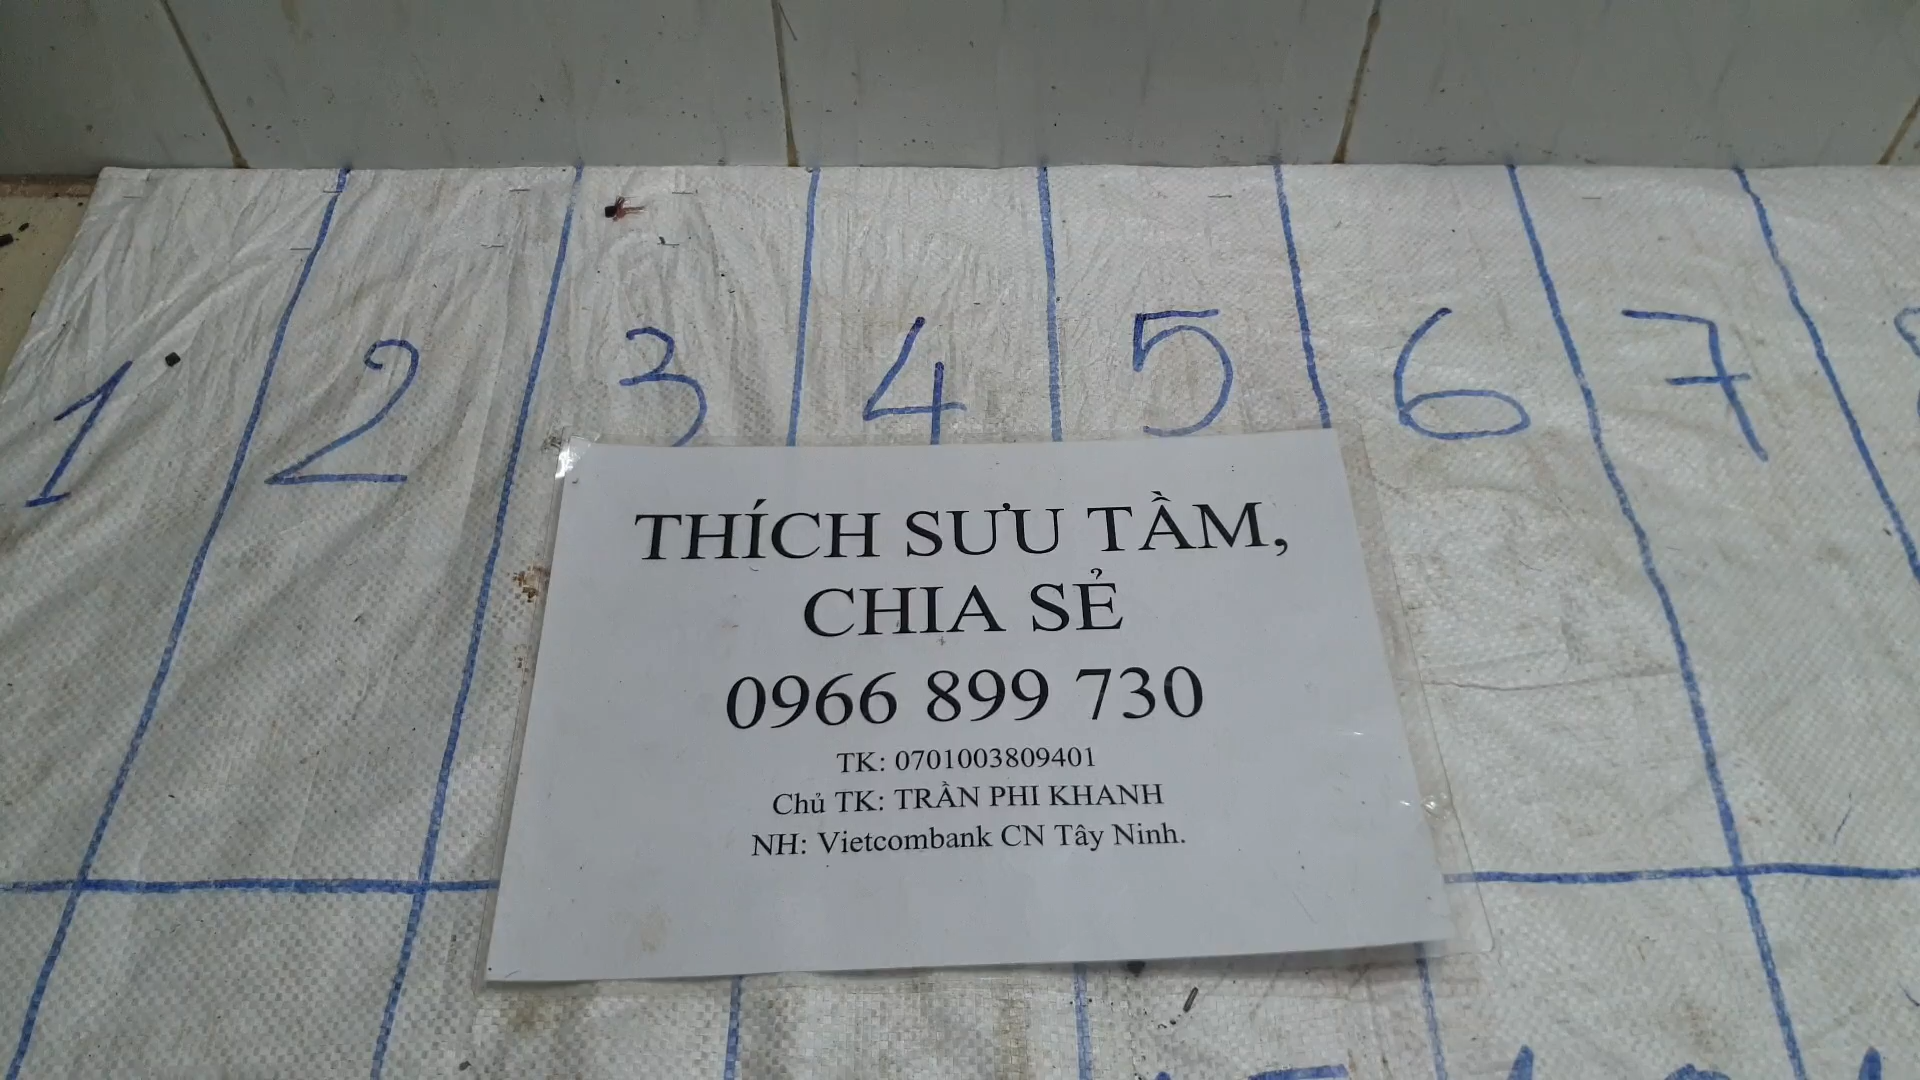 1 2 3 4 5 6 7
THÍCH SƯU TẦM,
CHIA SẺ
0966 899 730
TK: 0701003809401
Chủ TK: TRẦN PHI KHANH
NH: Vietcombank CN Tây Ninh.